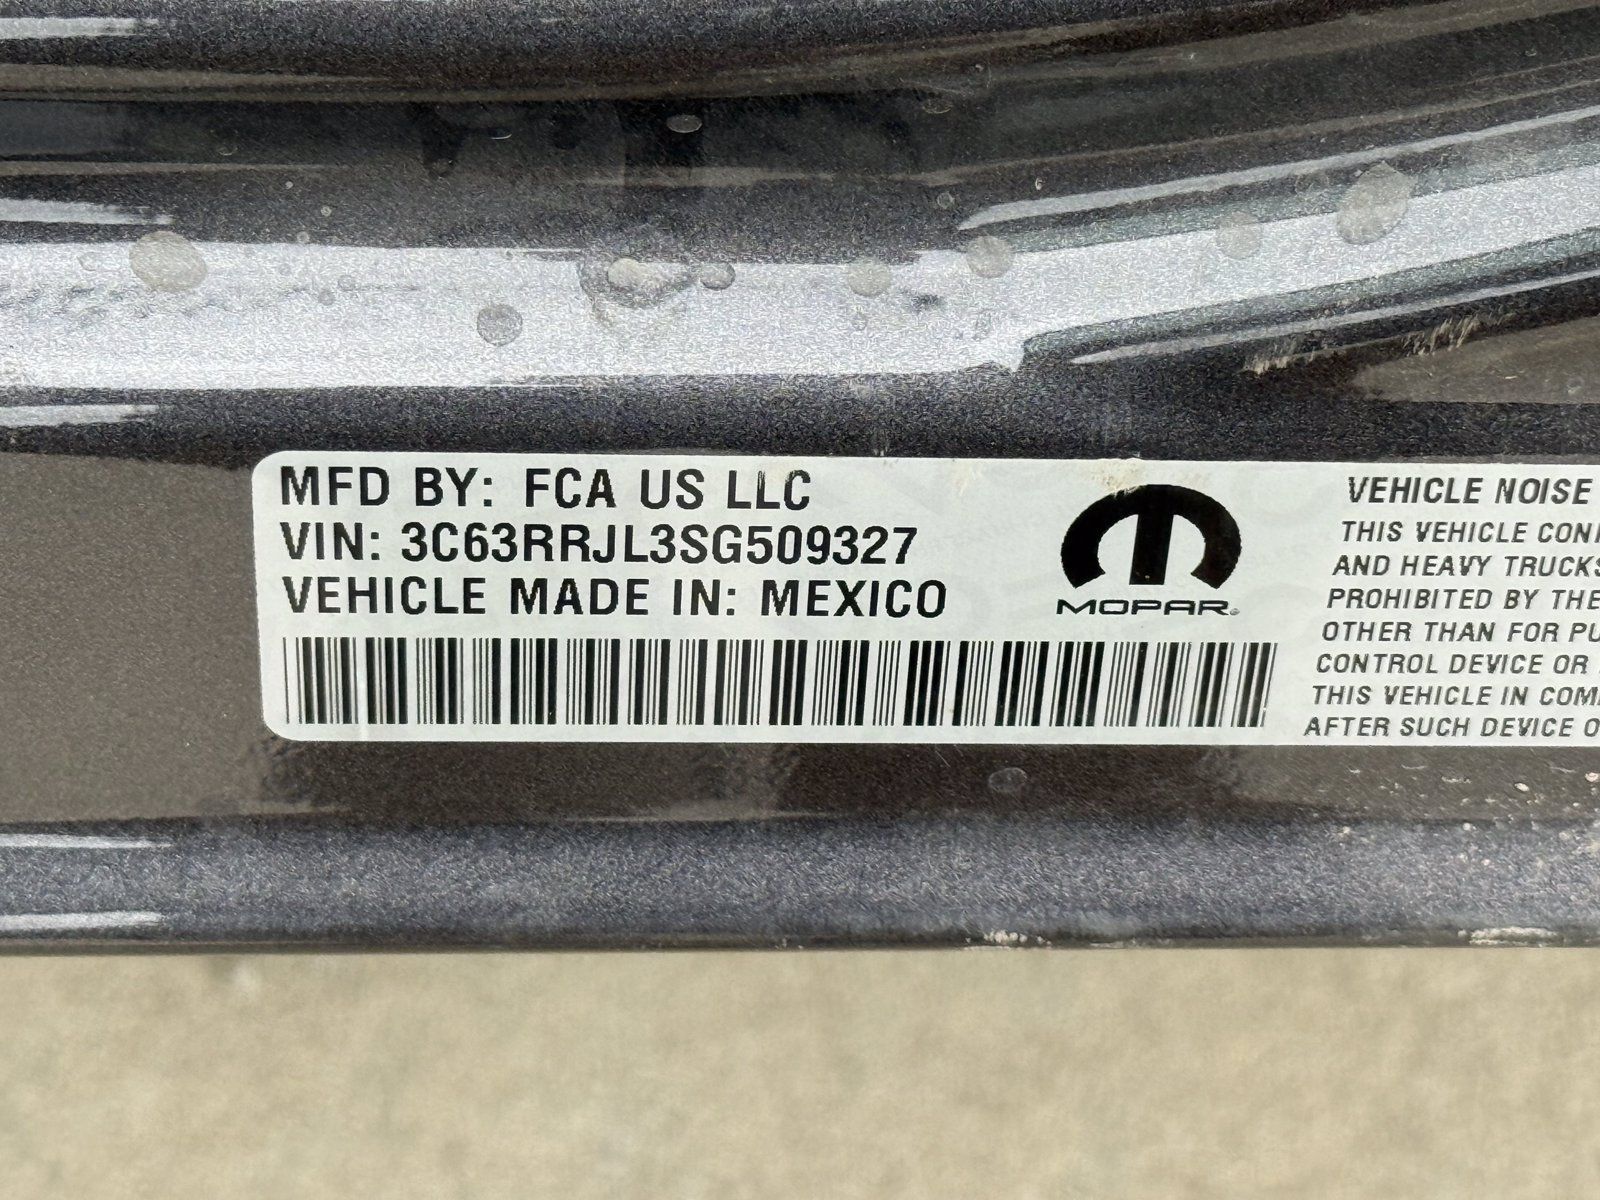 MFD BY: FCA US LLC
VIN: 3C63RRJL3SG509327
VEHICLE MADE IN: MEXICO
MOPAR
VEHICLE NOISE
THIS VEHICLE CON
AND HEAVY TRUCKS
PROHIBITED BY THE
OTHER THAN FOR PU
CONTROL DEVICE OR
THIS VEHICLE IN COM
AFTER SUCH DEVICE O